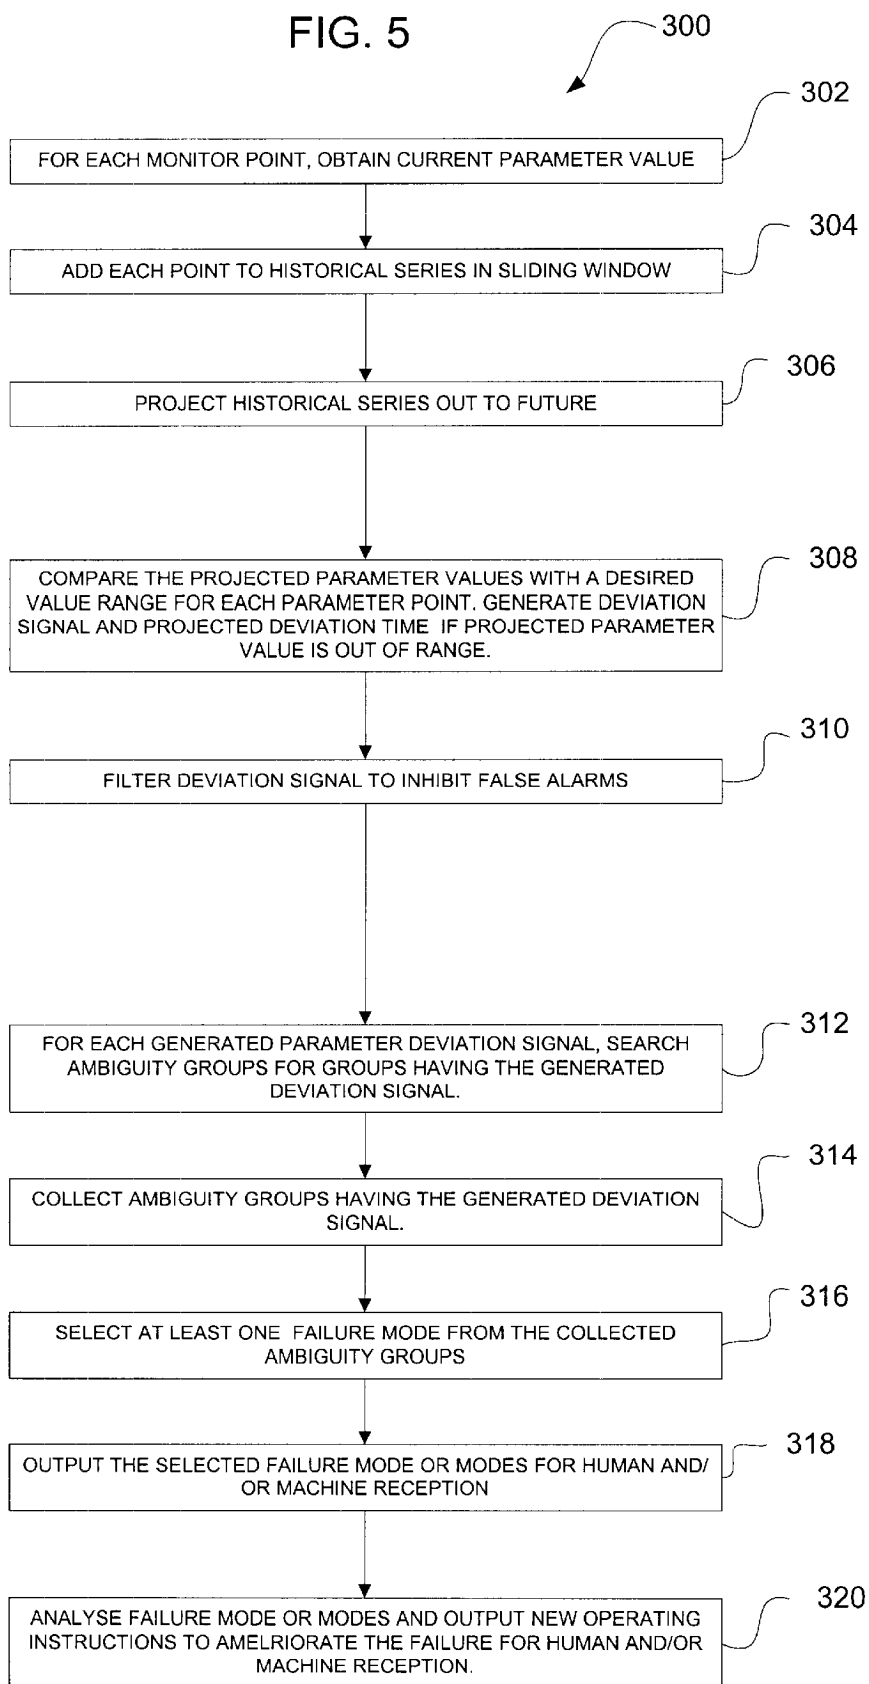 FIG. 5
300
302
FOR EACH MONITOR POINT, OBTAIN CURRENT PARAMETER VALUE
304
ADD EACH POINT TO HISTORICAL SERIES IN SLIDING WINDOW
306
PROJECT HISTORICAL SERIES OUT TO FUTURE
308
COMPARE THE PROJECTED PARAMETER VALUES WITH A DESIRED
VALUE RANGE FOR EACH PARAMETER POINT. GENERATE DEVIATION
SIGNAL AND PROJECTED DEVIATION TIME IF PROJECTED PARAMETER
VALUE IS OUT OF RANGE.
310
FILTER DEVIATION SIGNAL TO INHIBIT FALSE ALARMS
312
FOR EACH GENERATED PARAMETER DEVIATION SIGNAL, SEARCH
AMBIGUITY GROUPS FOR GROUPS HAVING THE GENERATED
DEVIATION SIGNAL.
314
COLLECT AMBIGUITY GROUPS HAVING THE GENERATED DEVIATION
SIGNAL.
316
SELECT AT LEAST ONE FAILURE MODE FROM THE COLLECTED
AMBIGUITY GROUPS
318
OUTPUT THE SELECTED FAILURE MODE OR MODES FOR HUMAN AND/
OR MACHINE RECEPTION
320
ANALYSE FAILURE MODE OR MODES AND OUTPUT NEW OPERATING
INSTRUCTIONS TO AMELRIORATE THE FAILURE FOR HUMAN AND/OR
MACHINE RECEPTION.